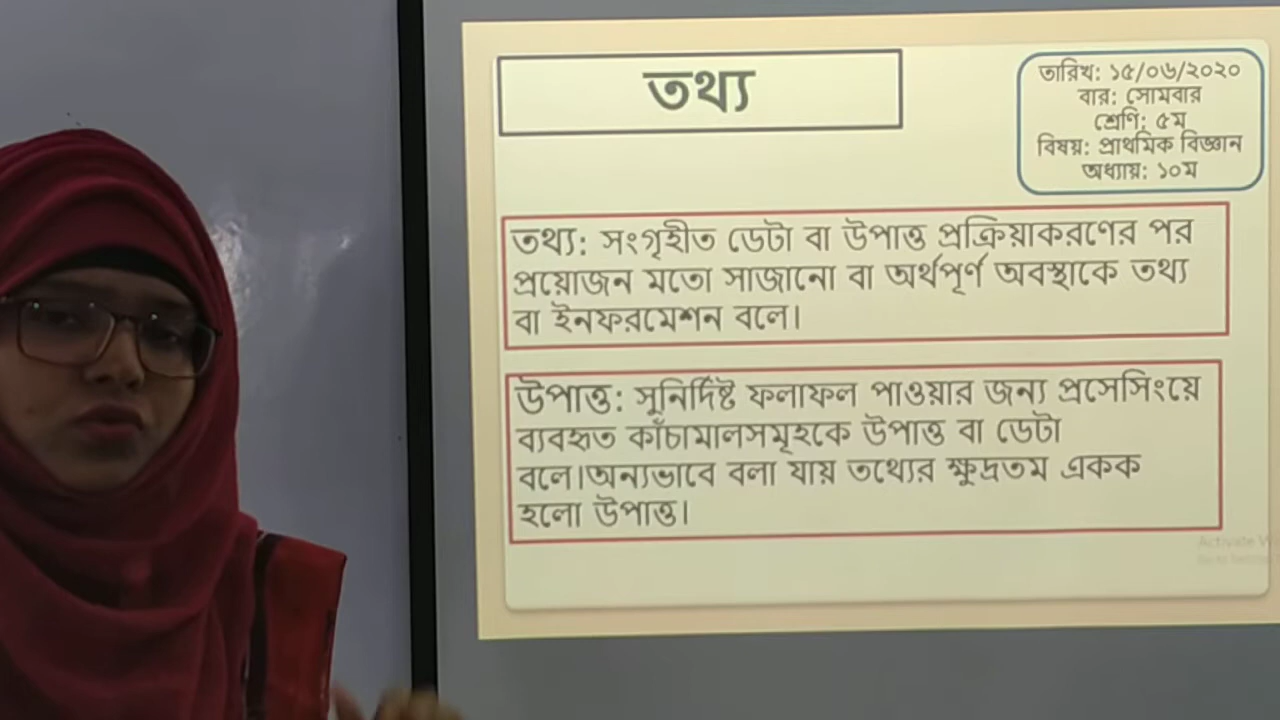 তথ্য
তারিখ: ১৫/০৬/২০২০
বার: সোমবার
শ্রেণি: ৫ম
বিষয়: প্রাথমিক বিজ্ঞান
অধ্যায়: ১০ম
তথ্য: সংগৃহীত ডেটা বা উপাত্ত প্রক্রিয়াকরণের পর
প্রয়োজন মতো সাজানো বা অর্থপূর্ণ অবস্থাকে তথ্য
বা ইনফরমেশন বলে।
উপাত্ত: সুনির্দিষ্ট ফলাফল পাওয়ার জন্য প্রসেসিংয়ে
ব্যবহৃত কাঁচামালসমূহকে উপাত্ত বা ডেটা
বলে।অন্যভাবে বলা যায় তথ্যের ক্ষুদ্রতম একক
হলো উপাত্ত।
Activate